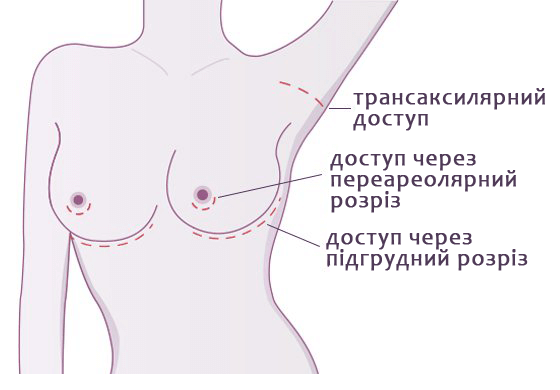 трансаксилярний
доступ
доступ через
переареолярний
розріз
доступ через
підгрудний розріз